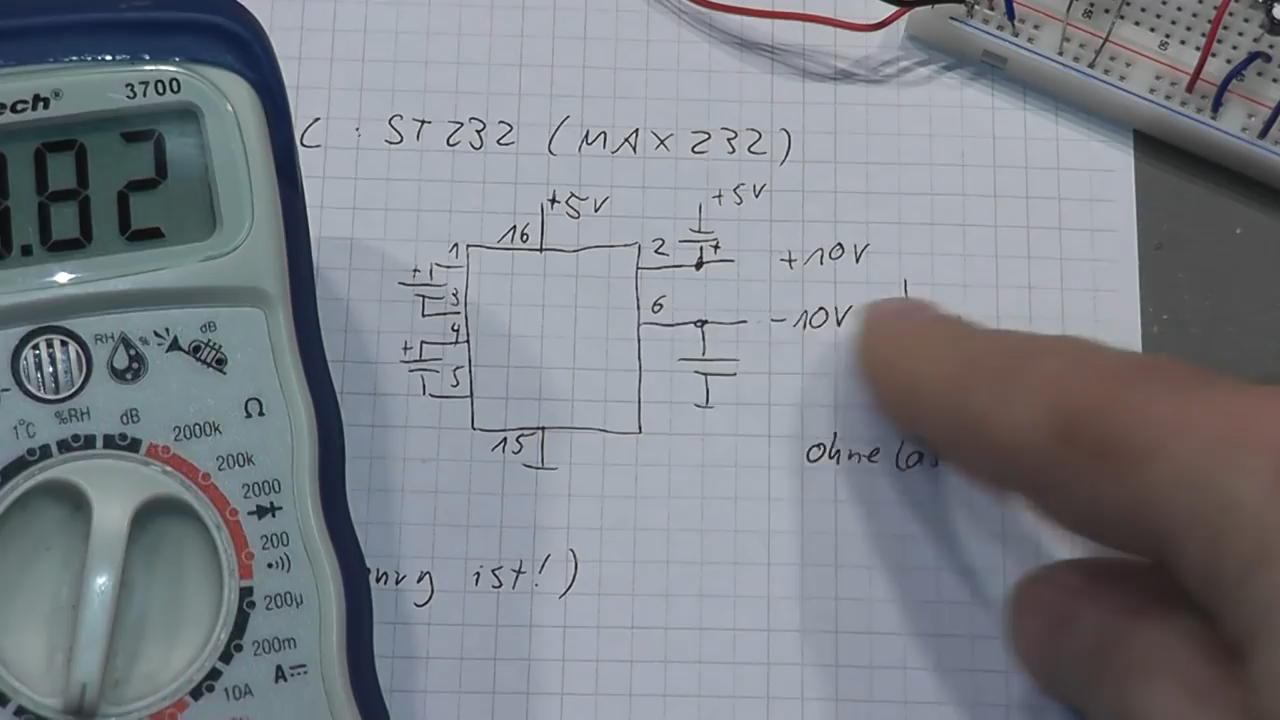 ech® 3700
.82
C : ST232 (MAX232)
+5V
+5V
16
1
2
+
+10V
+
3
6
-10V
4
+
5
15
ohne
ist!)
RH
%
dB
1°C
%RH
dB
Ω
2000k
200k
2000
200
200µ
200m
A
10A